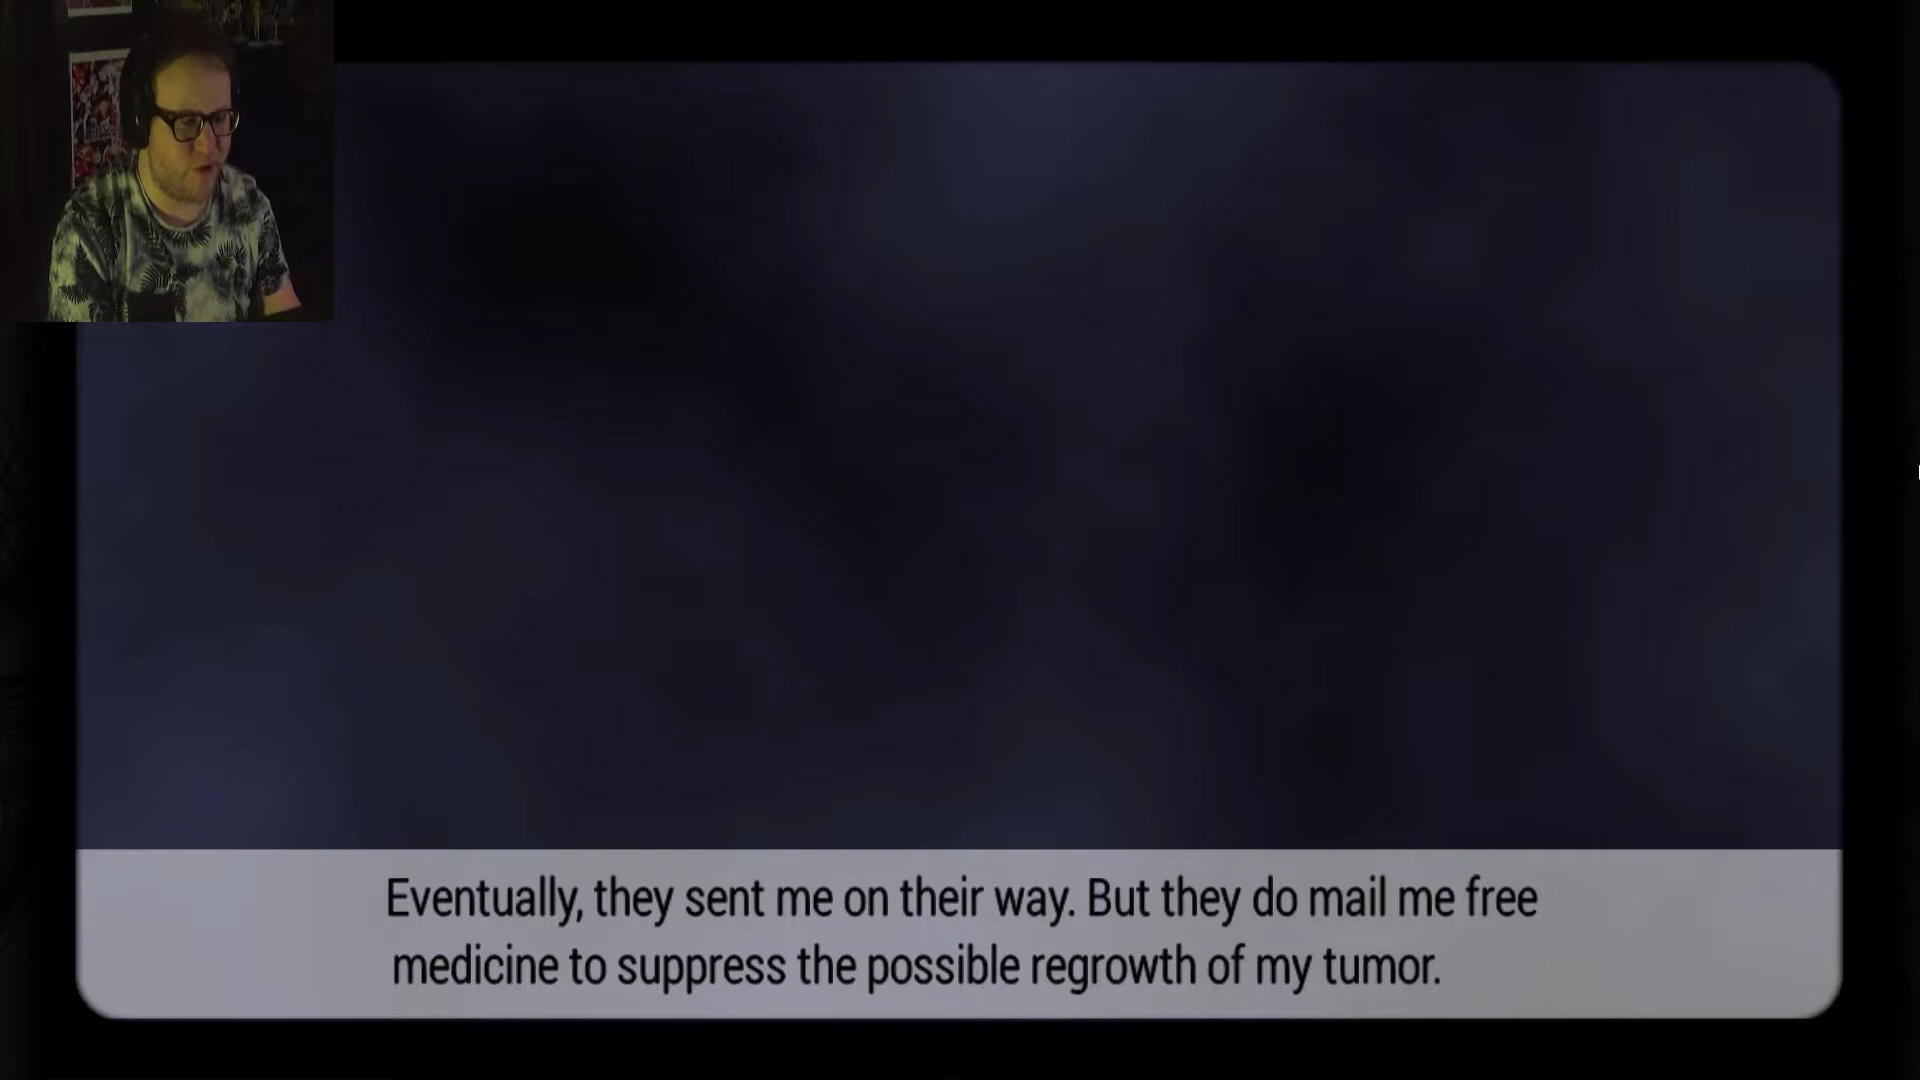 Eventually, they sent me on their way. But they do mail me free
medicine to suppress the possible regrowth of my tumor.